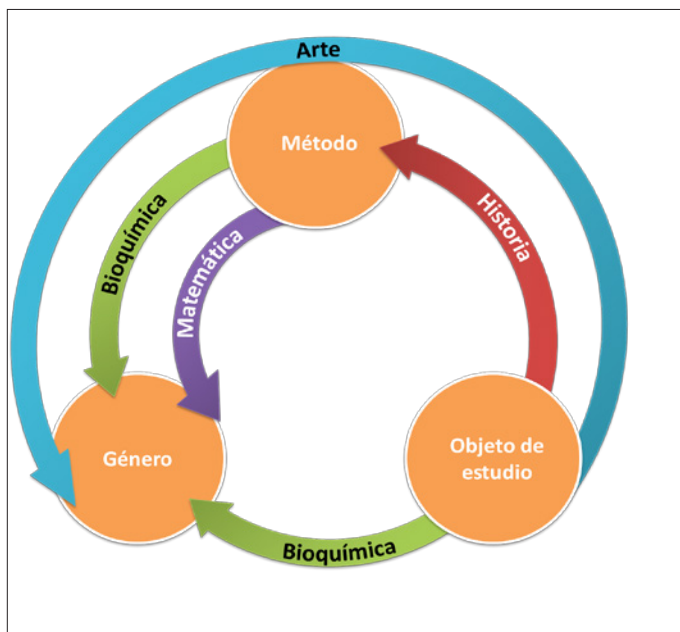 Arte
Método
Bioquímica
Matemática
Historia
Género
Objeto de
estudio
Bioquímica